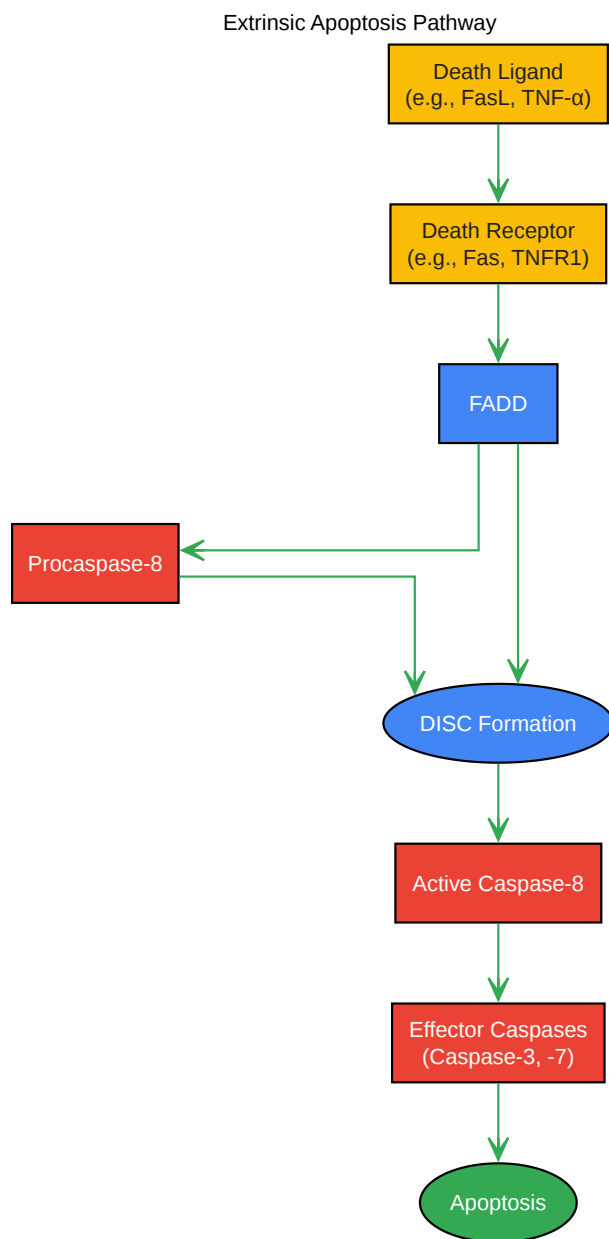 Extrinsic Apoptosis Pathway
Death Ligand
(e.g., FasL, TNF-α)
Death Receptor
(e.g., Fas, TNFR1)
FADD
Procaspase-8
DISC Formation
Active Caspase-8
Effector Caspases
(Caspase-3, -7)
Apoptosis